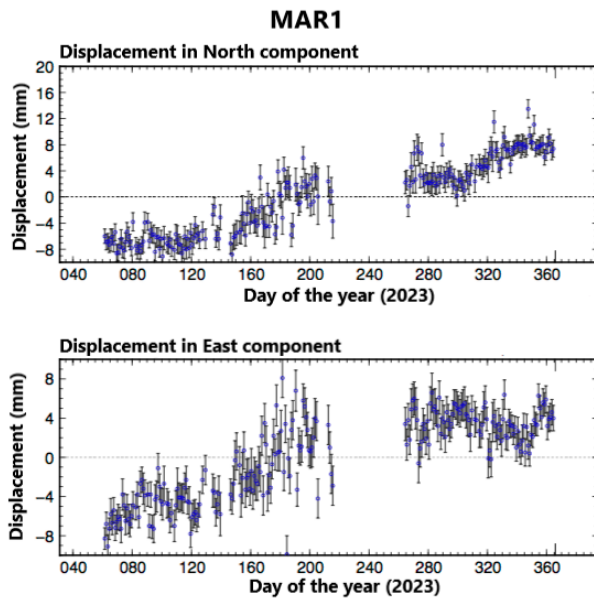 MAR1
Displacement in North component
Displacement (mm)
20
16
12
8
4
0
−4
−8
040 080 120 160 200 240 280 320 360
Day of the year (2023)
Displacement in East component
Displacement (mm)
8
4
0
−4
−8
040 080 120 160 200 240 280 320 360
Day of the year (2023)